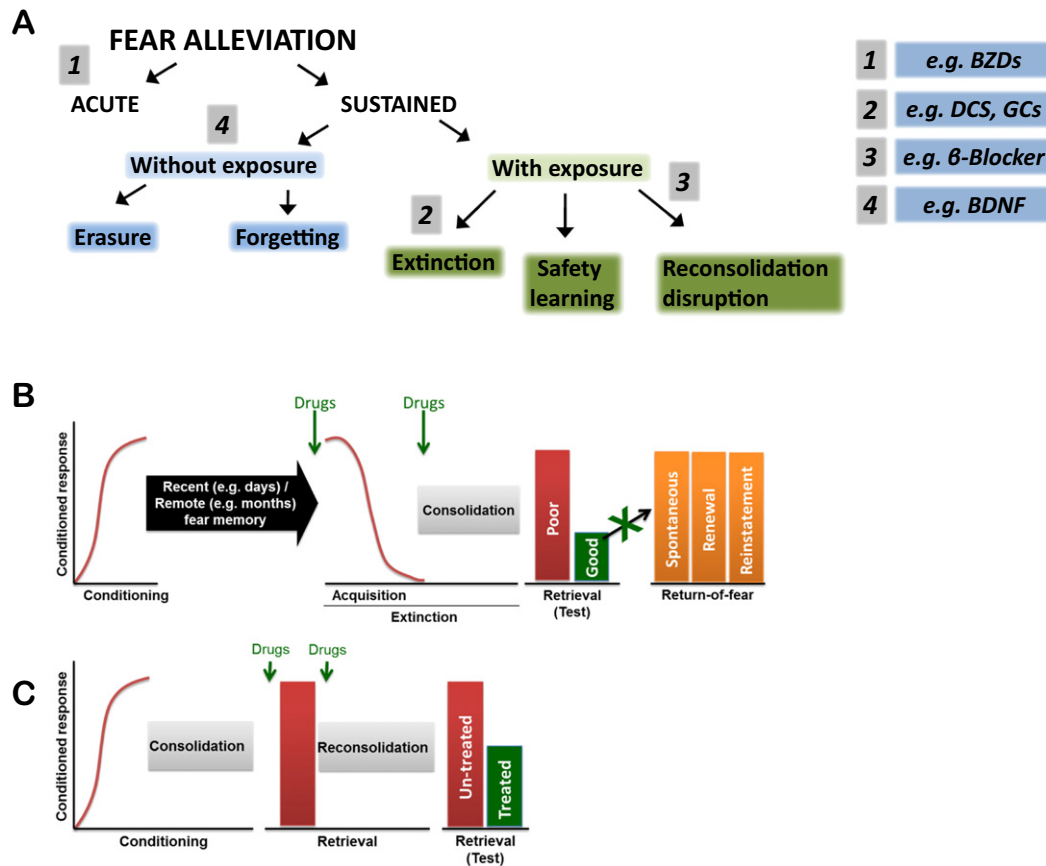 A
FEAR ALLEVIATION
1
ACUTE
SUSTAINED
4
Without exposure
With exposure
3
2
Erasure
Forgetting
Extinction
Safety
learning
Reconsolidation
disruption
1 e.g. BZDs
2 e.g. DCS, GCs
3 e.g. β-Blocker
4 e.g. BDNF
B
Drugs
Drugs
Conditioned response
Recent (e.g. days) /
Remote (e.g. months)
fear memory
Consolidation
Poor
Good
Spontaneous
Renewal
Reinstatement
Conditioning
Acquisition
Extinction
Retrieval
(Test)
Return-of-fear
C
Drugs
Drugs
Conditioned response
Consolidation
Reconsolidation
Un-treated
Treated
Conditioning
Retrieval
Retrieval
(Test)